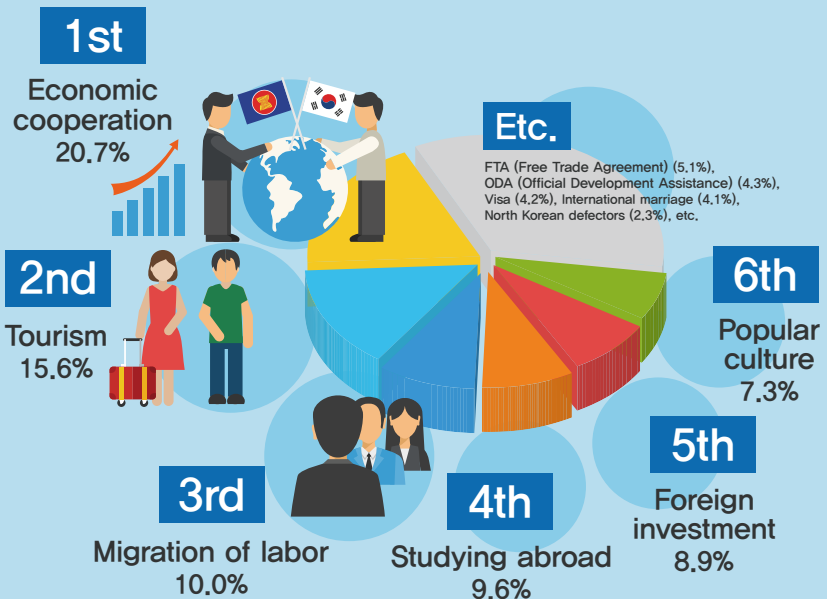 1st
Economic
cooperation
20.7%
Etc.
FTA (Free Trade Agreement) (5.1%),
ODA (Official Development Assistance) (4.3%),
Visa (4.2%), International marriage (4.1%),
North Korean defectors (2.3%), etc.
2nd
Tourism
15.6%
6th
Popular
culture
7.3%
3rd
Migration of labor
10.0%
4th
Studying abroad
9.6%
5th
Foreign
investment
8.9%